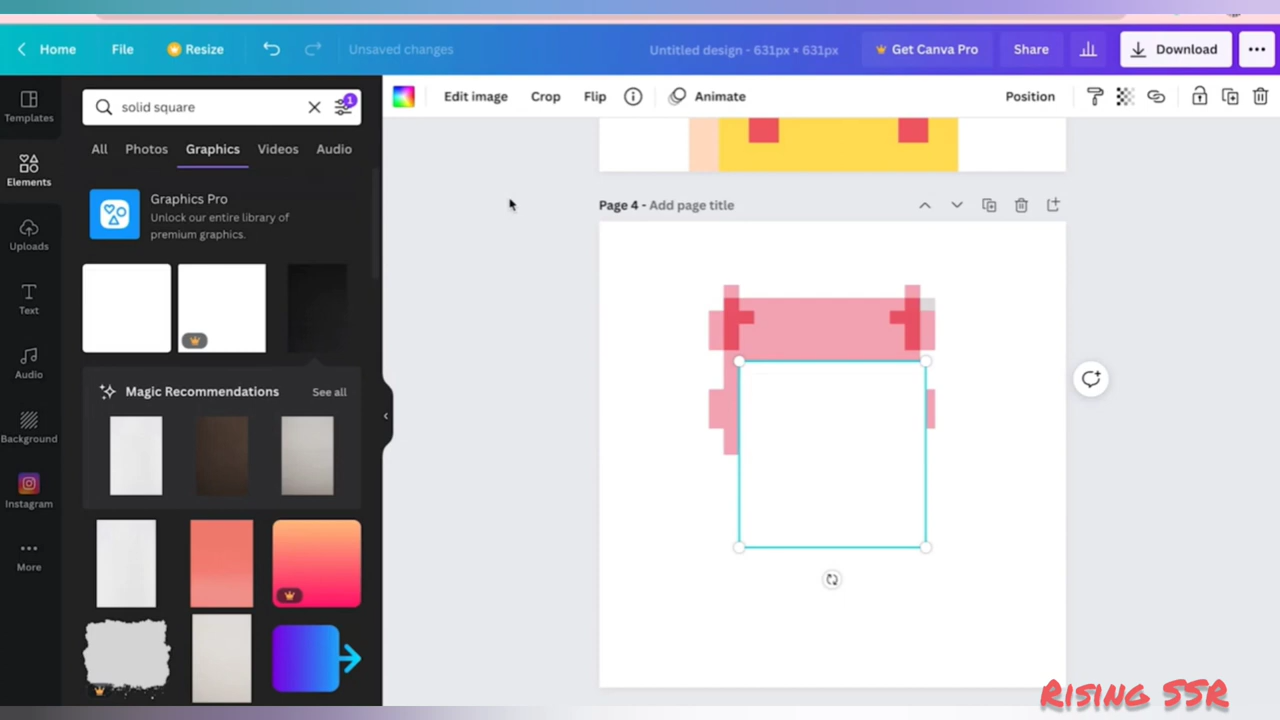 Home
File
Resize
Unsaved changes
Untitled design - 631px × 631px
Get Canva Pro
Share
Download
Templates
Elements
Uploads
Text
Audio
Background
Instagram
More
solid square
1
All
Photos
Graphics
Videos
Audio
Graphics Pro
Unlock our entire library of
premium graphics.
Magic Recommendations
See all
Edit image
Crop
Flip
Animate
Position
Page 4 - Add page title
Rising SSR